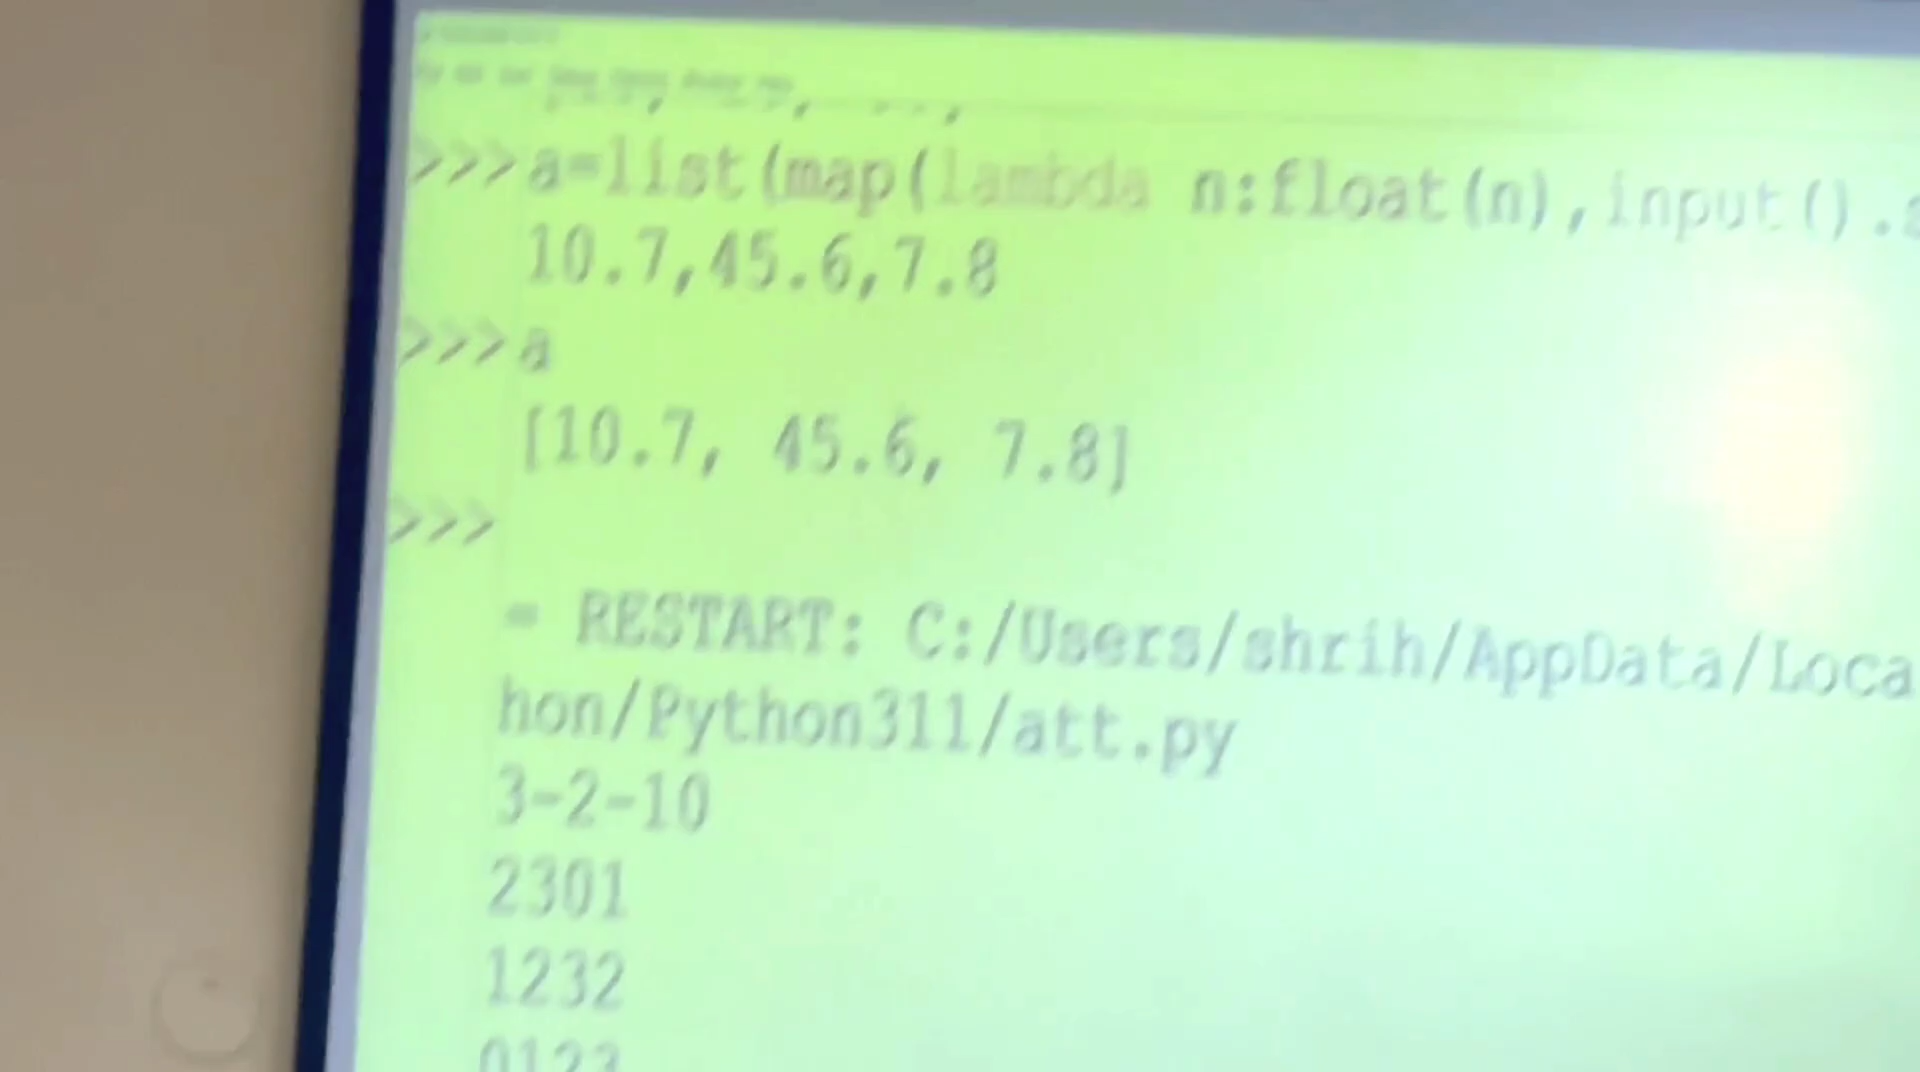 >>> a=list(map(lambda n:float(n),input().
10.7,45.6,7.8
>>> a
[10.7, 45.6, 7.8]
>>>
= RESTART: C:/Users/shrih/AppData/Loca
hon/Python311/att.py
3-2-10
2301
1232
0123